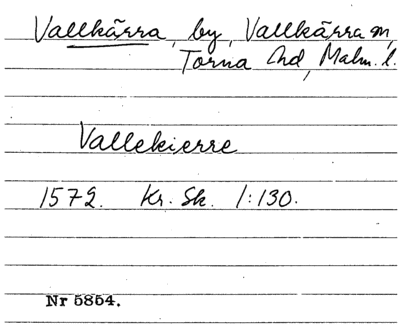 Vallkärra, by, Vallkärra sn,
Torna hd, Malm. l.
Vallekierre
1572. Kr. Sk. 1:130.
Nr 5854.